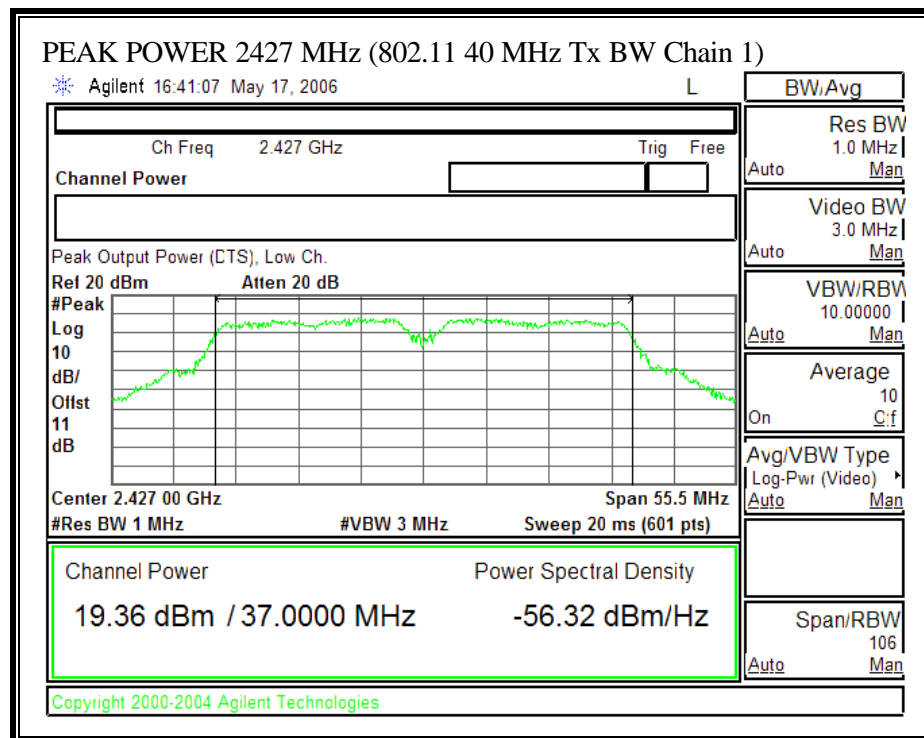 PEAK POWER 2427 MHz (802.11 40 MHz Tx BW Chain 1)
Agilent 16:41:07 May 17, 2006 L
Ch Freq 2.427 GHz Trig Free
Channel Power
Peak Output Power (DTS), Low Ch.
Ref 20 dBm Atten 20 dB
#Peak
Log
10
dB/
Offst
11
dB
Center 2.427 00 GHz Span 55.5 MHz
#Res BW 1 MHz #VBW 3 MHz Sweep 20 ms (601 pts)
Channel Power Power Spectral Density
19.36 dBm / 37.0000 MHz -56.32 dBm/Hz
Copyright 2000-2004 Agilent Technologies
BW/Avg
Res BW
1.0 MHz
Auto Man
Video BW
3.0 MHz
Auto Man
VBW/RBW
10.00000
Auto Man
Average
10
On Off
Avg/VBW Type
Log-Pwr (Video)
Auto Man
Span/RBW
106
Auto Man